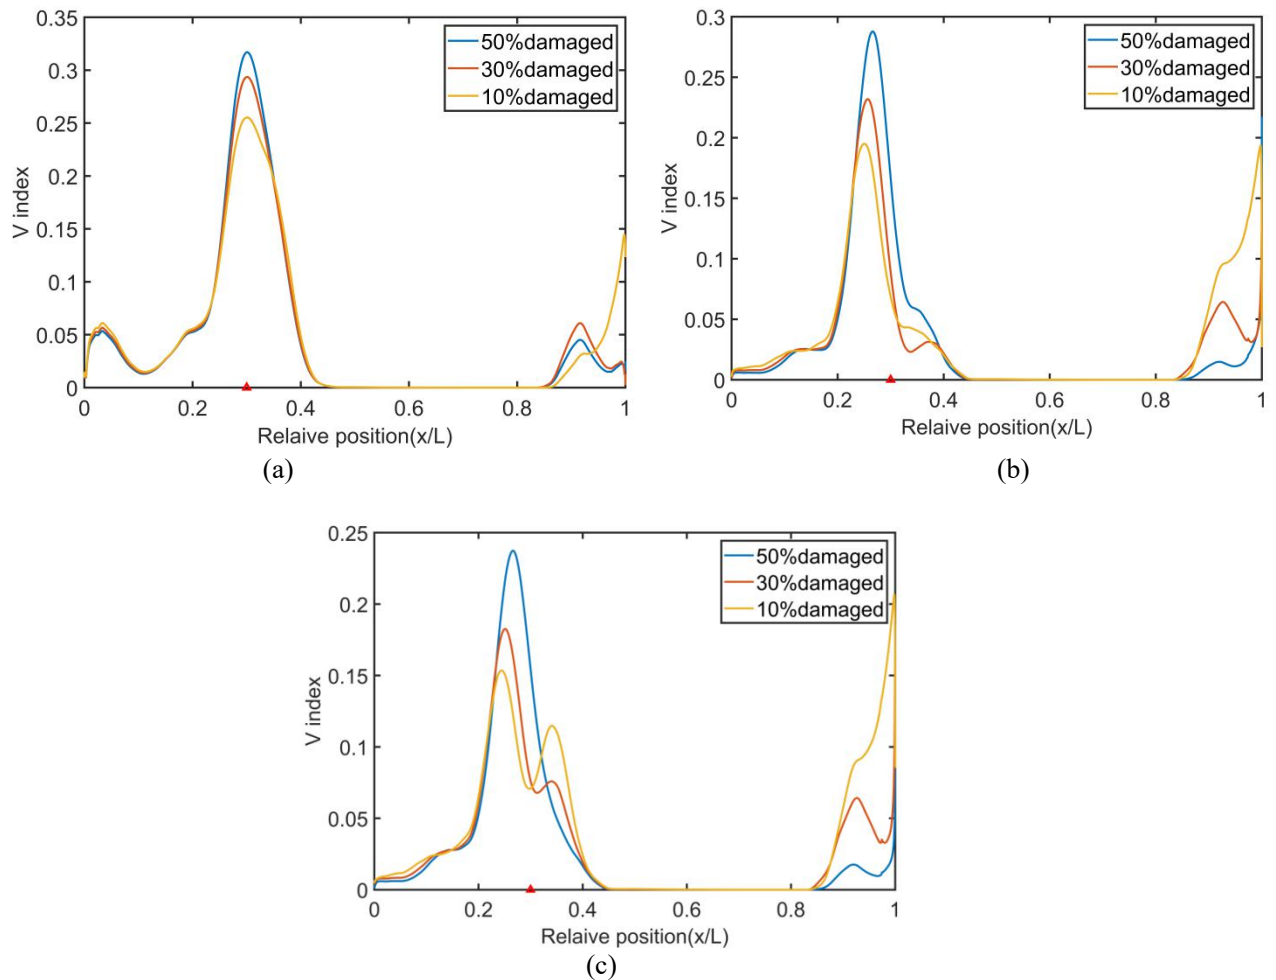 0.35
0.3
0.25
0.2
0.15
0.1
0.05
0
V index
50%damaged
30%damaged
10%damaged
0 0.2 0.4 0.6 0.8 1
Relaive position(x/L)
(a)
0.3
0.25
0.2
0.15
0.1
0.05
0
V index
50%damaged
30%damaged
10%damaged
0 0.2 0.4 0.6 0.8 1
Relaive position(x/L)
(b)
0.25
0.2
0.15
0.1
0.05
0
V index
50%damaged
30%damaged
10%damaged
0 0.2 0.4 0.6 0.8 1
Relaive position(x/L)
(c)